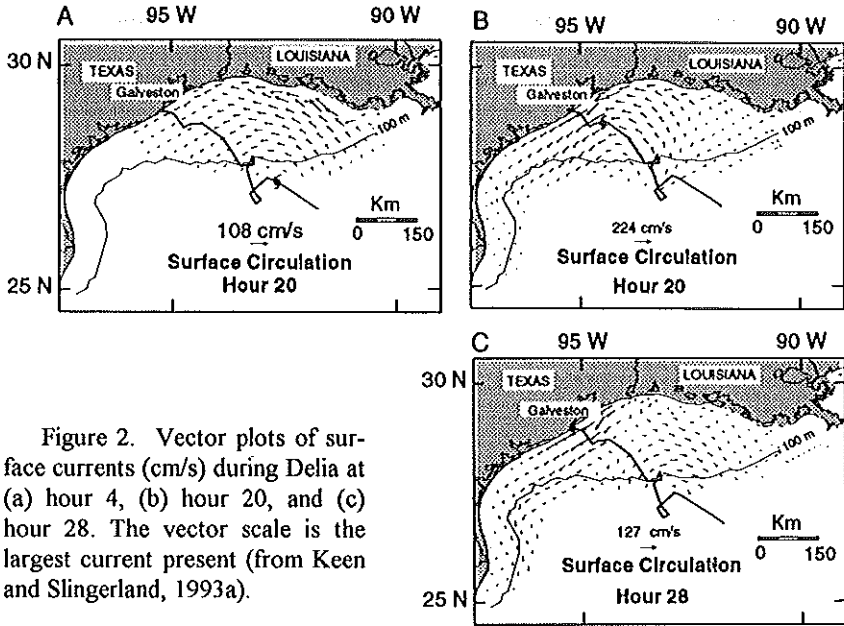 A
95 W
90 W
30 N
TEXAS
LOUISIANA
Galveston
100 m
Km
0 150
108 cm/s
Surface Circulation
Hour 20
25 N
B
95 W
90 W
TEXAS
LOUISIANA
Galveston
100 m
Km
0 150
224 cm/s
Surface Circulation
Hour 20
C
95 W
90 W
30 N
TEXAS
LOUISIANA
Galveston
100 m
Km
0 150
127 cm/s
Surface Circulation
Hour 28
25 N
Figure 2. Vector plots of sur-
face currents (cm/s) during Delia at
(a) hour 4, (b) hour 20, and (c)
hour 28. The vector scale is the
largest current present (from Keen
and Slingerland, 1993a).